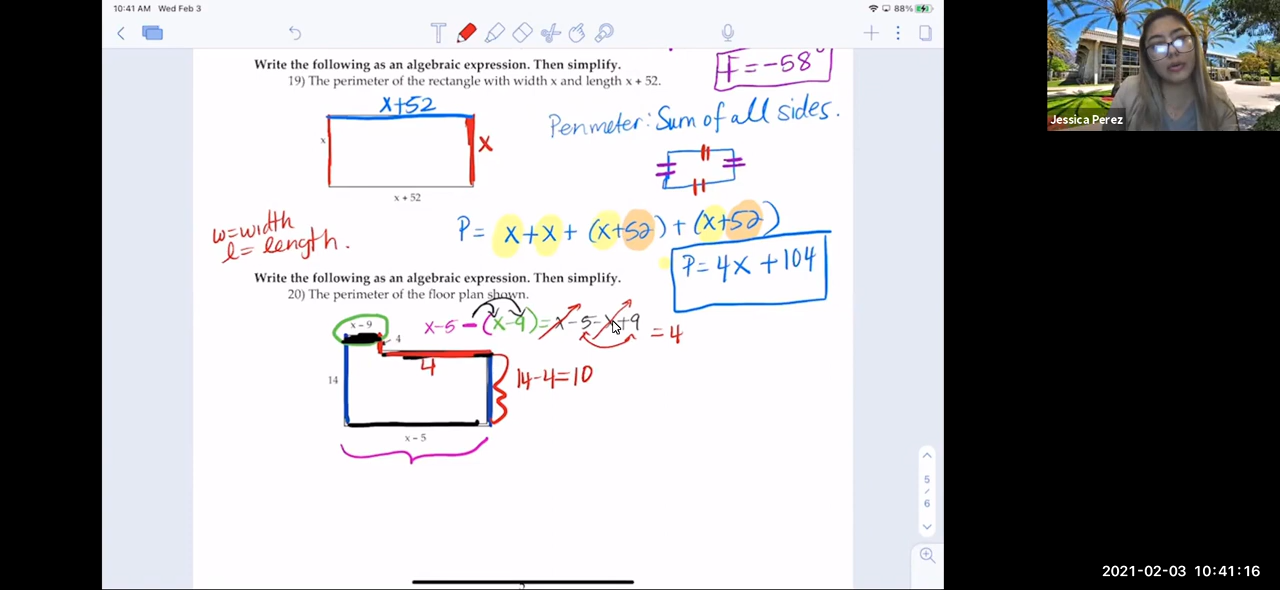 10:41 AM Wed Feb 3
88%
F = -58°
Write the following as an algebraic expression. Then simplify.
19) The perimeter of the rectangle with width x and length x + 52.
x+52
Perimeter: Sum of all sides.
x
x
x + 52
w=width
l= length.
P= x+x + (x+52) + (x+52)
P= 4x +104
Write the following as an algebraic expression. Then simplify.
20) The perimeter of the floor plan shown.
x - 9
x-5 - (x-9) = x-5-x+9
= 4
4
4
14
14-4=10
x - 5
5
/
6
Jessica Perez
2021-02-03 10:41:16